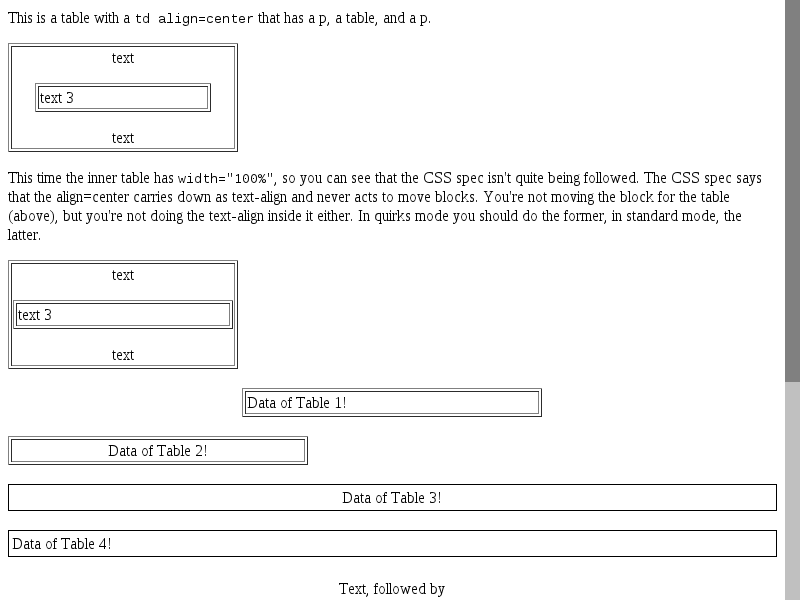 This is a table with a td align=center that has a p, a table, and a p.
text
text 3
text
This time the inner table has width="100%", so you can see that the CSS spec isn't quite being followed. The CSS spec says
that the align=center carries down as text-align and never acts to move blocks. You're not moving the block for the table
(above), but you're not doing the text-align inside it either. In quirks mode you should do the former, in standard mode, the
latter.
text
text 3
text
Data of Table 1!
Data of Table 2!
Data of Table 3!
Data of Table 4!
Text, followed by